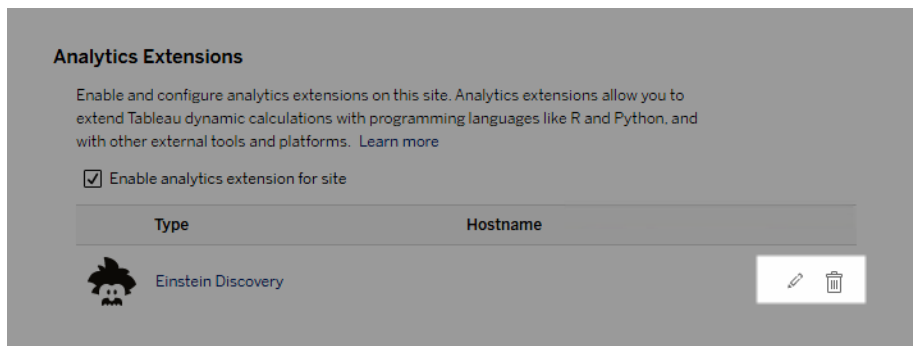 Analytics Extensions
Enable and configure analytics extensions on this site. Analytics extensions allow you to
extend Tableau dynamic calculations with programming languages like R and Python, and
with other external tools and platforms. Learn more
Enable analytics extension for site
Type Hostname
Einstein Discovery